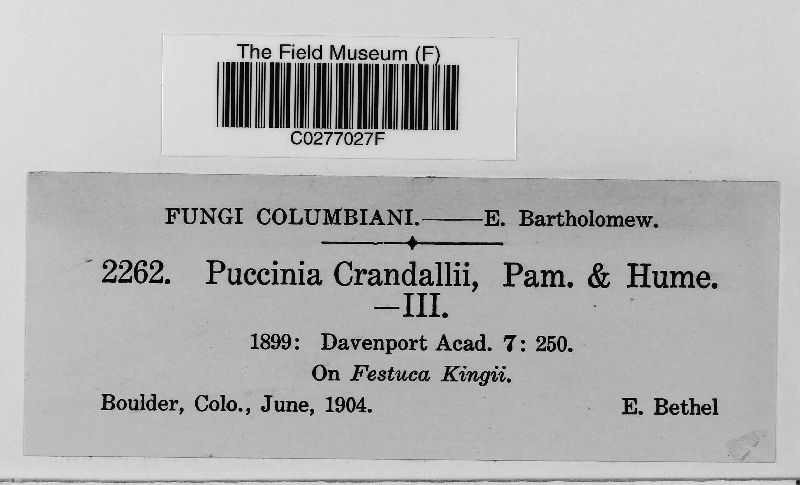 The Field Museum (F)
C0277027F
FUNGI COLUMBIANI.——E. Bartholomew.
2262. Puccinia Crandallii, Pam. & Hume.
—III.
1899: Davenport Acad. 7: 250.
On Festuca Kingii.
Boulder, Colo., June, 1904. E. Bethel